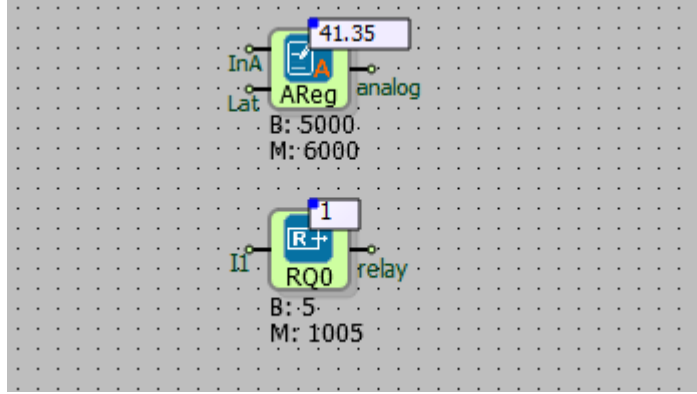 41.35
InA
A
Lat
AReg
analog
B: 5000
M: 6000
1
R
I1
RQ0
relay
B: 5
M: 1005